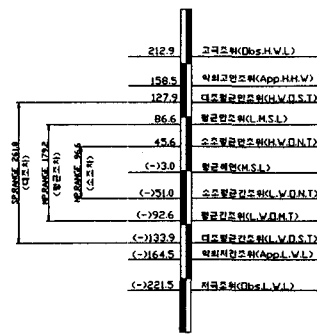 212.9 고극조위(Obs.H.W.L)
158.5 약최고만조위(App.H.H.W)
127.9 대조평균만조위(H.W.O.S.T)
86.6 평균만조위(L.M.S.L)
45.6 소조평균만조위(H.W.O.N.T)
(-)3.0 평균해면(M.S.L)
(-)51.0 소조평균간조위(L.W.O.N.T)
(-)92.6 평균간조위(L.W.O.M.T)
(-)133.9 대조평균간조위(L.W.O.S.T)
(-)164.5 약최저간조위(App.L.W.L)
(-)221.5 저극조위(Obs.L.W.L)
SP.RANGE 261.8
(대조차)
MP.RANGE 179.2
(평균조차)
NP.RANGE 96.6
(소조차)